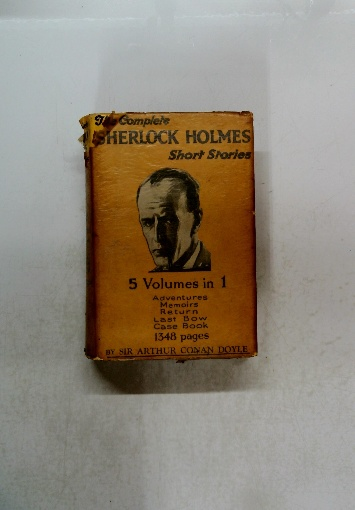 The Complete
SHERLOCK HOLMES
Short Stories
5 Volumes in 1
Adventures
Memoirs
Return
Last Bow
Case Book
1348 pages
BY SIR ARTHUR CONAN DOYLE